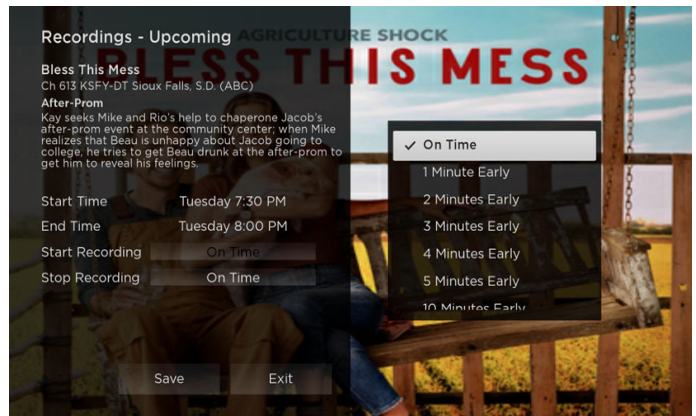 Recordings - Upcoming
AGRICULTURE SHOCK
BLESS THIS MESS
Bless This Mess
Ch 613 KSFY-DT Sioux Falls, S.D. (ABC)
After-Prom
Kay seeks Mike and Rio's help to chaperone Jacob's
after-prom event at the community center; when Mike
realizes that Beau is unhappy about Jacob going to
college, he tries to get Beau drunk at the after-prom to
get him to reveal his feelings.
Start Time Tuesday 7:30 PM
End Time Tuesday 8:00 PM
Start Recording On Time
Stop Recording On Time
Save Exit
On Time
1 Minute Early
2 Minutes Early
3 Minutes Early
4 Minutes Early
5 Minutes Early
10 Minutes Early